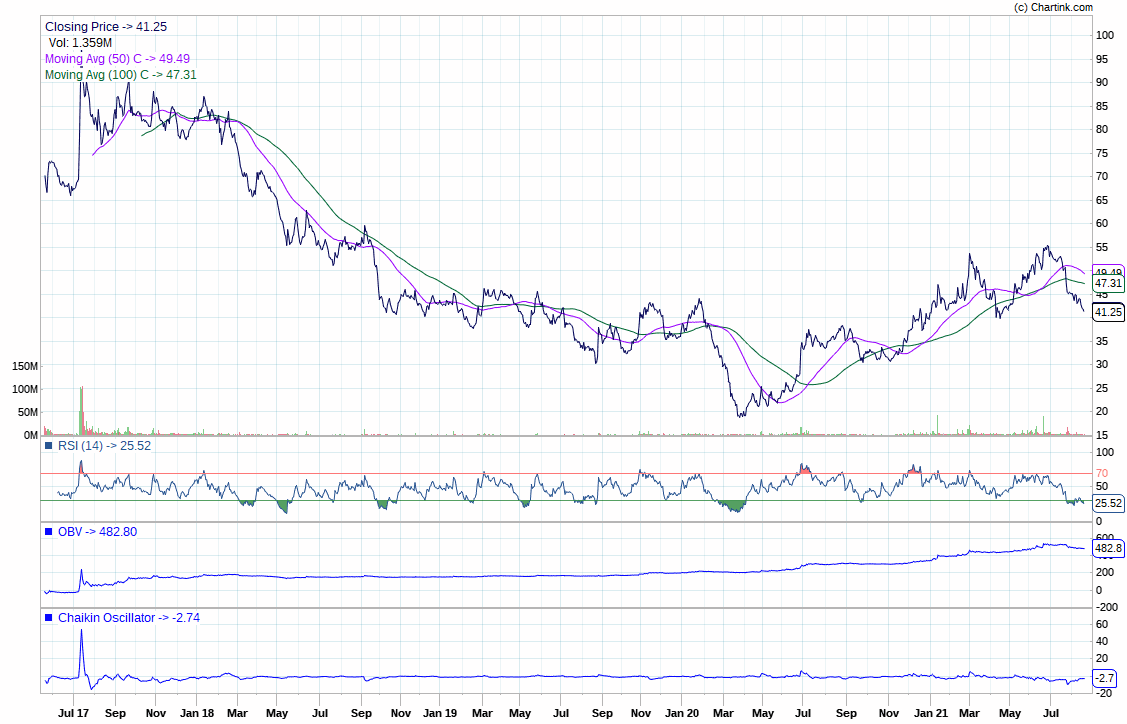 (c) Chartink.com
Closing Price -> 41.25
Vol: 1.359M
Moving Avg (50) C -> 49.49
Moving Avg (100) C -> 47.31
100
95
90
85
80
75
70
65
60
55
49.49
47.31
45
41.25
35
30
25
20
15
150M
100M
50M
0M
RSI (14) -> 25.52
100
70
50
25.52
0
OBV -> 482.80
600
482.8
400
200
0
-200
Chaikin Oscillator -> -2.74
60
40
20
-2.7
-20
Jul 17 Sep Nov Jan 18 Mar May Jul Sep Nov Jan 19 Mar May Jul Sep Nov Jan 20 Mar May Jul Sep Nov Jan 21 Mar May Jul